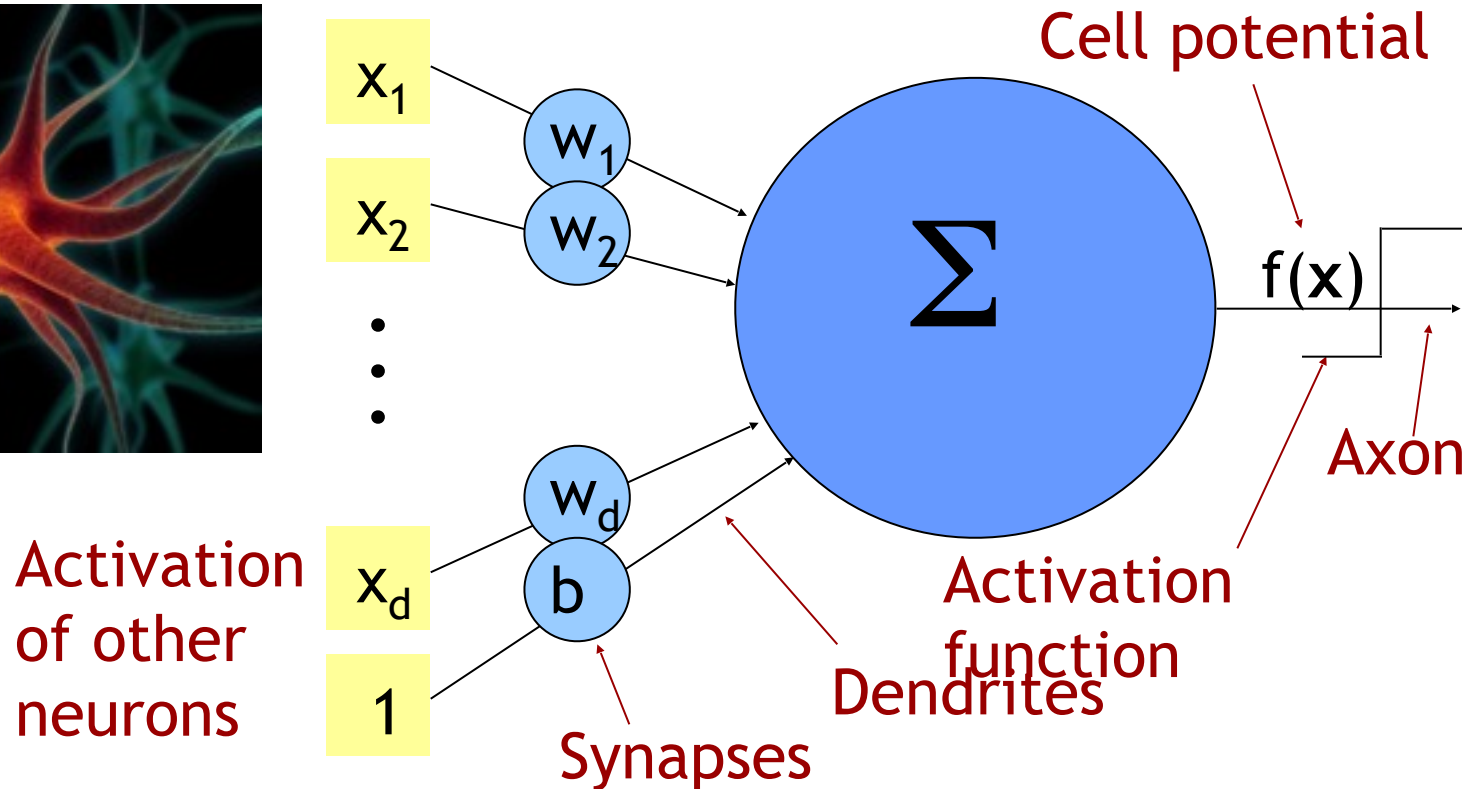 Cell potential
x1
w1
x2
w2
Σ
f(x)
•
•
•
Axon
wd
xd
b
1
Activation
of other
neurons
Activation
function
Dendrites
Synapses